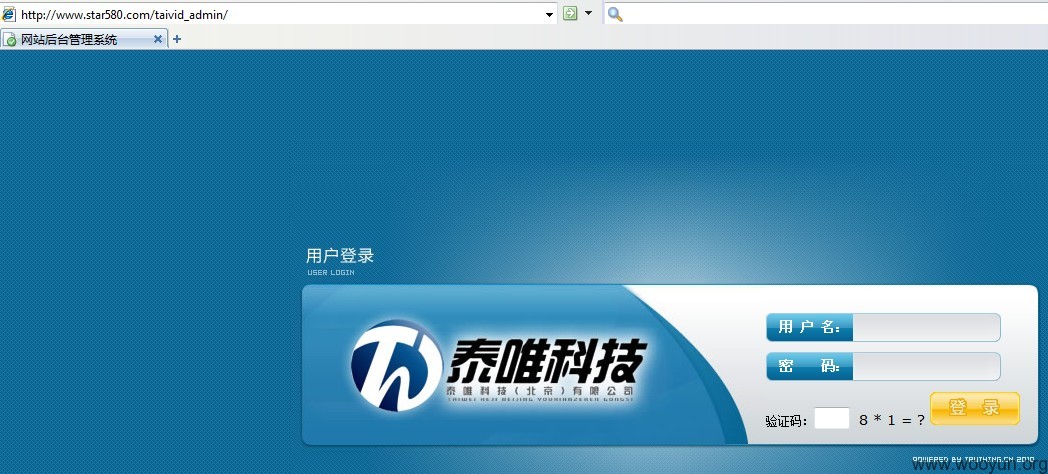 http://www.star580.com/taivid_admin/
网站后台管理系统
用户登录
USER LOGIN
用 户 名:
泰唯科技
泰唯科技(北京)有限公司
TAIWEI KEJI BEIJING YOUXIANZEREN GONGSI
密 码:
验证码: 8 * 1 = ? 登 录
POWERED BY TAITHING.CN 2010
www.wooyun.org